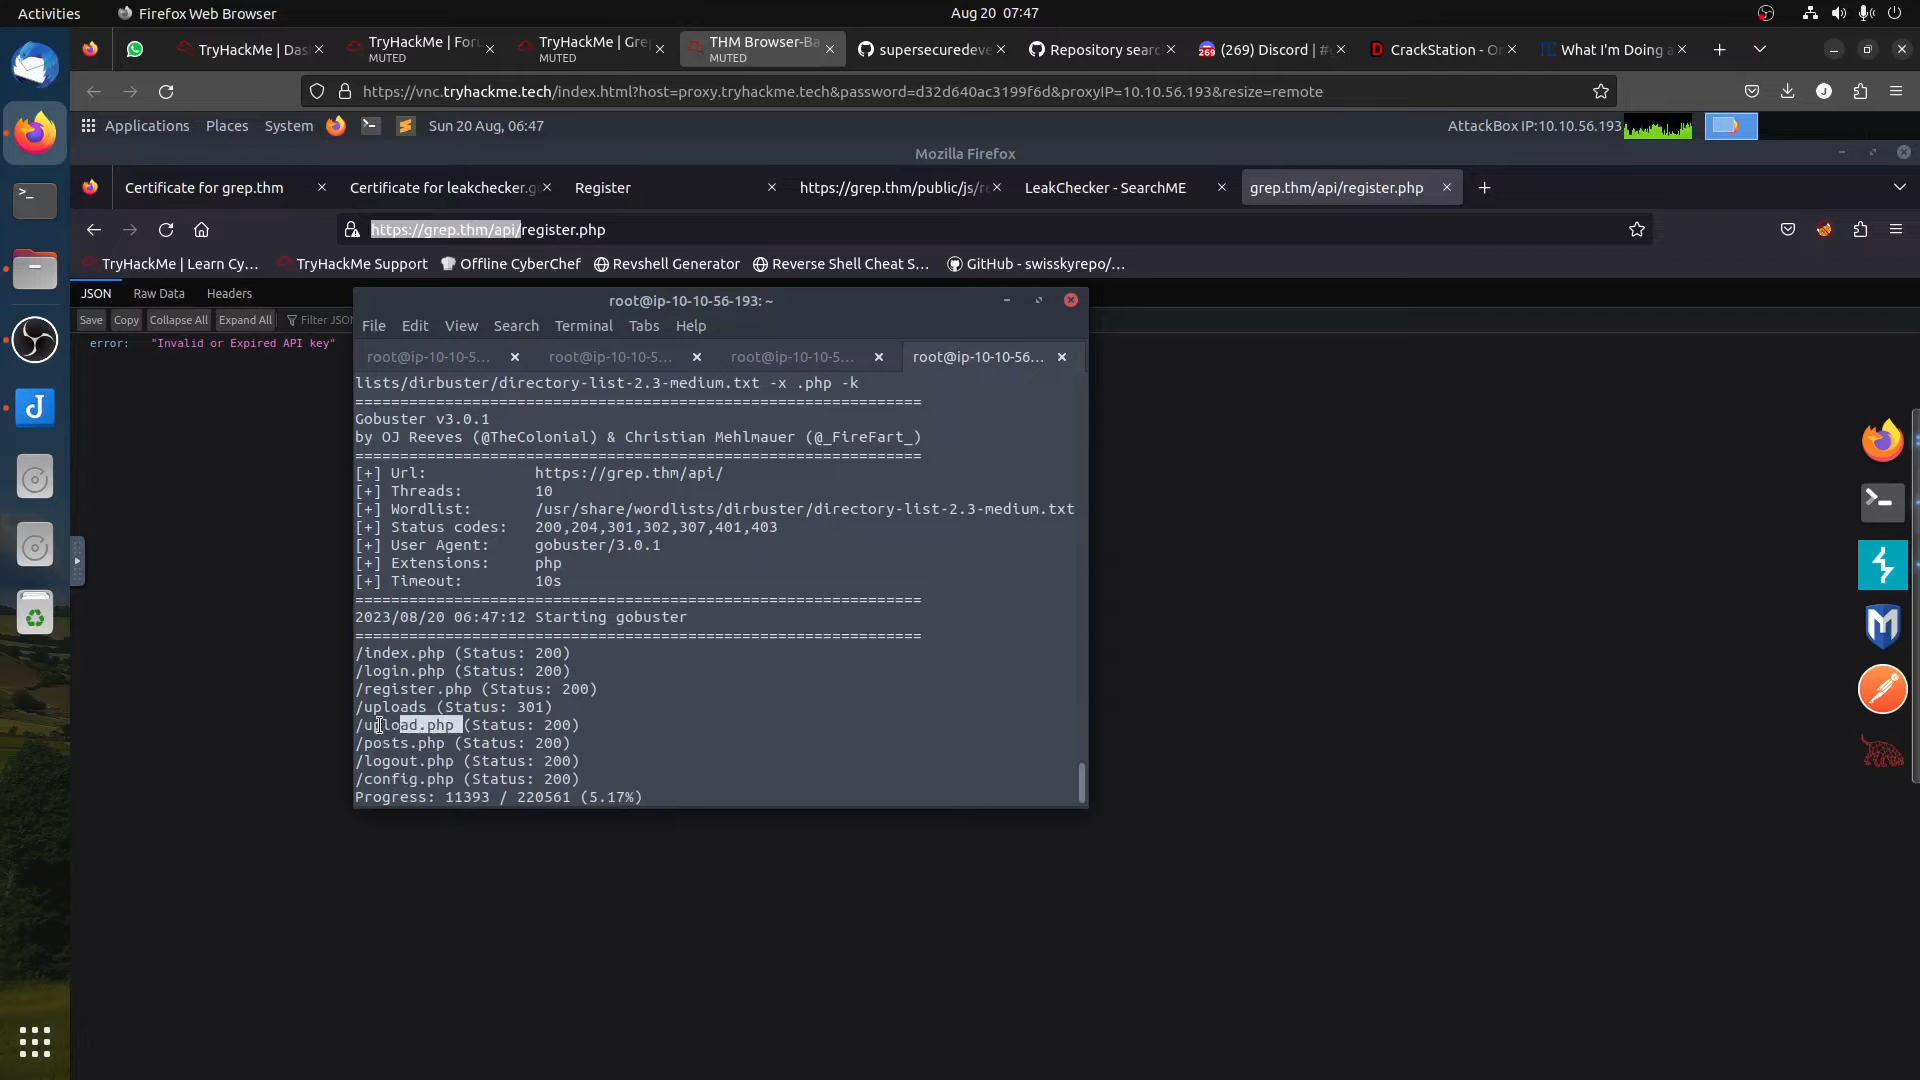 Activities
Firefox Web Browser
Aug 20 07:47
TryHackMe | Das
TryHackMe | For
MUTED
TryHackMe | Gre
MUTED
THM Browser-Ba
MUTED
supersecuredeve
Repository searc
(269) Discord | #
CrackStation - O
What I'm Doing a
https://vnc.tryhackme.tech/index.html?host=proxy.tryhackme.tech&password=d32d640ac3199f6d&proxyIP=10.10.56.193&resize=remote
Applications
Places
System
Sun 20 Aug, 06:47
AttackBox IP:10.10.56.193
Mozilla Firefox
Certificate for grep.thm
Certificate for leakchecker.g
Register
https://grep.thm/public/js/re
LeakChecker - SearchME
grep.thm/api/register.php
https://grep.thm/api/register.php
TryHackMe | Learn Cy…
TryHackMe Support
Offline CyberChef
Revshell Generator
Reverse Shell Cheat S…
GitHub - swisskyrepo/…
JSON
Raw Data
Headers
Save
Copy
Collapse All
Expand All
Filter JSON
error: "Invalid or Expired API key"
root@ip-10-10-56-193: ~
File Edit View Search Terminal Tabs Help
root@ip-10-10-5...
root@ip-10-10-5...
root@ip-10-10-5...
root@ip-10-10-56...
lists/dirbuster/directory-list-2.3-medium.txt -x .php -k
===============================================================
Gobuster v3.0.1
by OJ Reeves (@TheColonial) & Christian Mehlmauer (@_FireFart_)
===============================================================
[+] Url: https://grep.thm/api/
[+] Threads: 10
[+] Wordlist: /usr/share/wordlists/dirbuster/directory-list-2.3-medium.txt
[+] Status codes: 200,204,301,302,307,401,403
[+] User Agent: gobuster/3.0.1
[+] Extensions: php
[+] Timeout: 10s
===============================================================
2023/08/20 06:47:12 Starting gobuster
===============================================================
/index.php (Status: 200)
/login.php (Status: 200)
/register.php (Status: 200)
/uploads (Status: 301)
/upload.php (Status: 200)
/posts.php (Status: 200)
/logout.php (Status: 200)
/config.php (Status: 200)
Progress: 11393 / 220561 (5.17%)